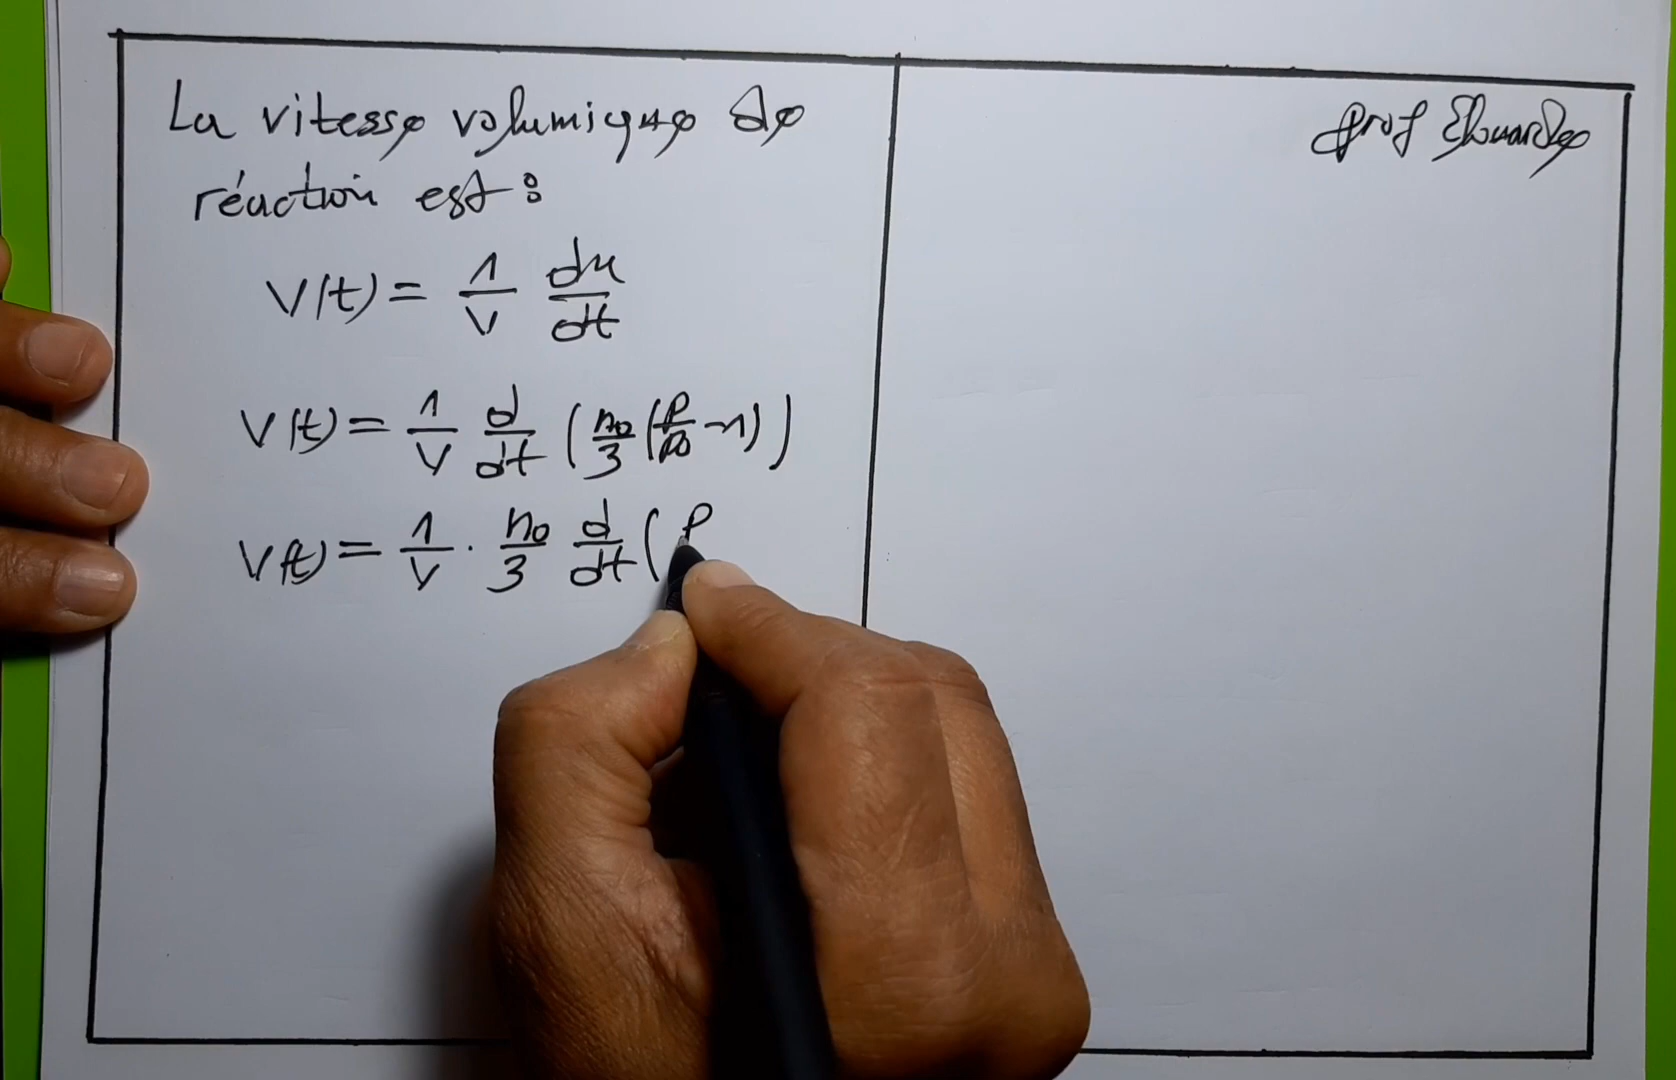 La vitesse volumique de
réaction est :
V(t) = 1/V dx/dt
V(t) = 1/V d/dt (n0/3 (P/P0 - 1))
V(t) = 1/V . n0/3 d/dt ( P
Prof Elouardy